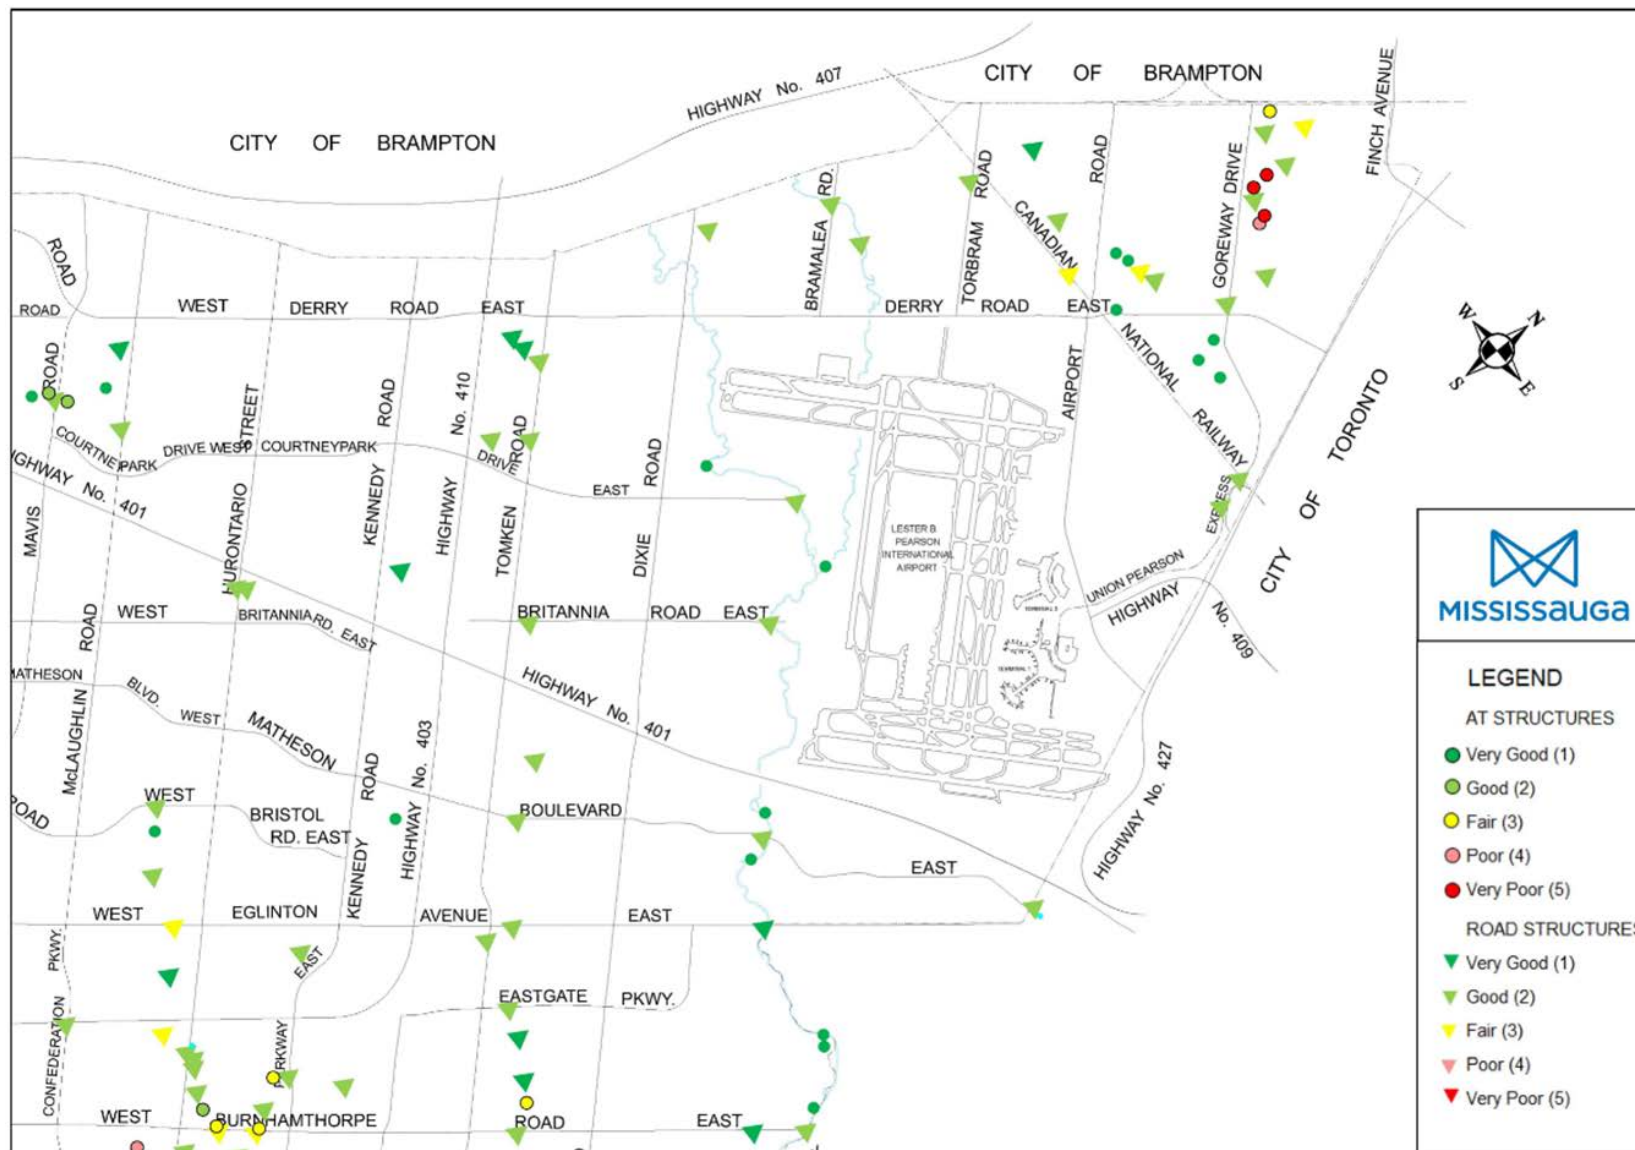 CITY OF BRAMPTON
HIGHWAY No. 407
CITY OF BRAMPTON
FINCH AVENUE
ROAD
BRAMALEA RD.
TORBRAM ROAD
CANADIAN
ROAD
GOREWAY DRIVE
ROAD WEST DERRY ROAD EAST
DERRY ROAD EAST
W N
S E
NATIONAL
RAILWAY
AIRPORT
CITY OF TORONTO
ROAD
STREET
ROAD
No. 410
ROAD
ROAD
COURTNEYPARK
DRIVE WEST COURTNEYPARK
DRIVE
EAST
HIGHWAY No. 401
MAVIS
HURONTARIO
KENNEDY
HIGHWAY
TOMKEN
DIXIE
LESTER B.
PEARSON
INTERNATIONAL
AIRPORT
TERMINAL 3
TERMINAL 1
EXPRESS
UNION PEARSON
HIGHWAY
No. 409
WEST
BRITANNIA RD. EAST
BRITANNIA ROAD EAST
ROAD
MATHESON
BLVD.
WEST
MATHESON
HIGHWAY No. 401
McLAUGHLIN
ROAD
HIGHWAY No. 403
HIGHWAY No. 427
ROAD
WEST
BRISTOL
RD. EAST
BOULEVARD
EAST
KENNEDY
WEST EGLINTON AVENUE EAST
PKWY.
EAST
EASTGATE PKWY.
CONFEDERATION
PARKWAY
WEST BURNHAMTHORPE ROAD EAST
MISSISSAUGA
LEGEND
AT STRUCTURES
Very Good (1)
Good (2)
Fair (3)
Poor (4)
Very Poor (5)
ROAD STRUCTURES
Very Good (1)
Good (2)
Fair (3)
Poor (4)
Very Poor (5)